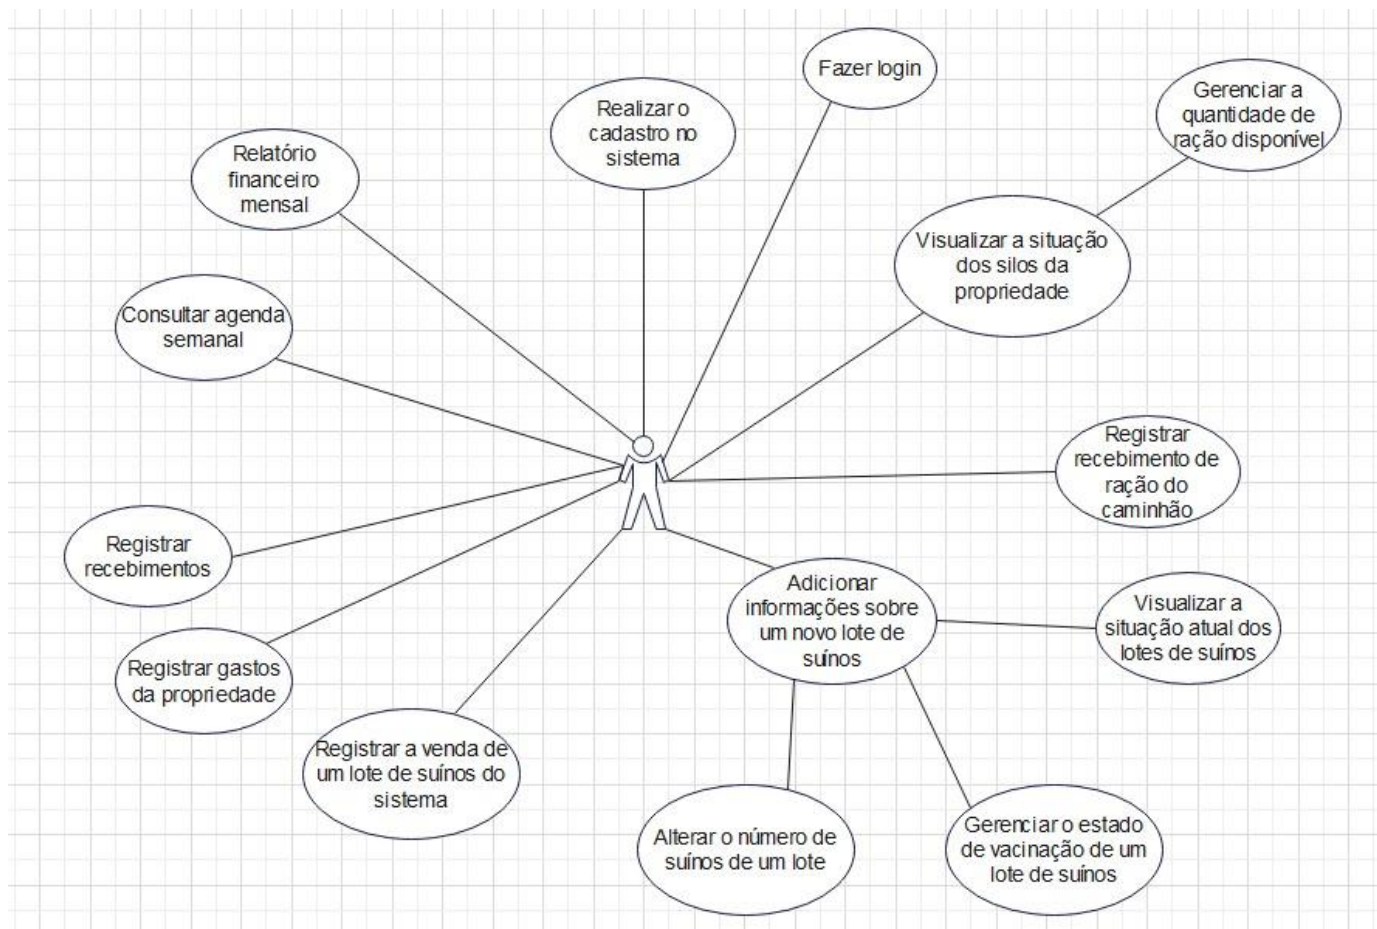 Fazer login
Realizar o
cadastro no
sistema
Gerenciar a
quantidade de
ração disponível
Relatório
financeiro
mensal
Visualizar a situação
dos silos da
propriedade
Consultar agenda
semanal
Registrar
recebimento de
ração do
caminhão
Registrar
recebimentos
Adicionar
informações sobre
um novo lote de
suínos
Visualizar a
situação atual dos
lotes de suínos
Registrar gastos
da propriedade
Registrar a venda de
um lote de suínos do
sistema
Alterar o número de
suínos de um lote
Gerenciar o estado
de vacinação de um
lote de suínos